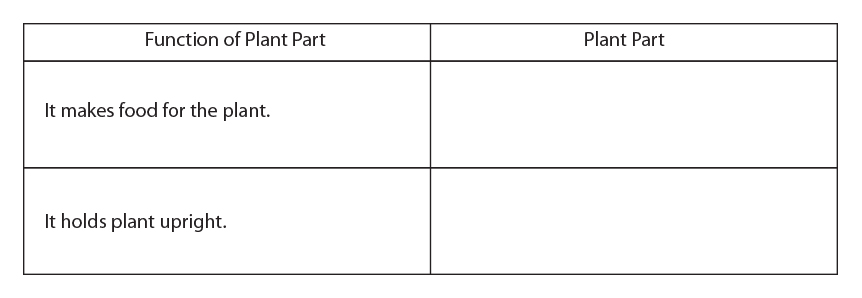 Function of Plant Part
Plant Part
It makes food for the plant.
It holds plant upright.